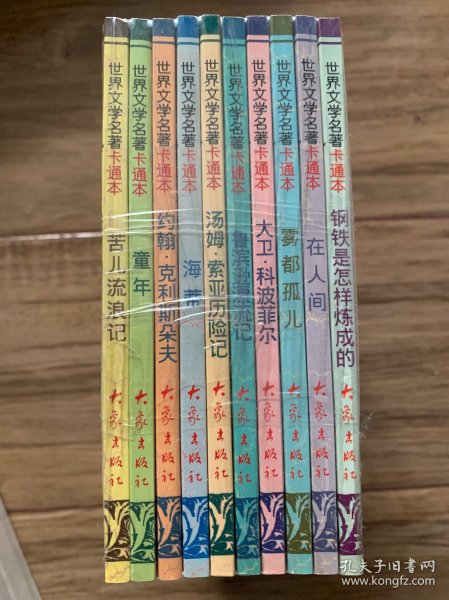 世界文学名著卡通本
苦儿流浪记
大象出版社
世界文学名著卡通本
童年
大象出版社
世界文学名著卡通本
约翰·克利斯朵夫
大象出版社
世界文学名著卡通本
海蒂
大象出版社
世界文学名著卡通本
汤姆·索亚历险记
大象出版社
世界文学名著卡通本
鲁滨孙漂流记
大象出版社
世界文学名著卡通本
大卫·科波菲尔
大象出版社
世界文学名著卡通本
雾都孤儿
大象出版社
世界文学名著卡通本
在人间
大象出版社
世界文学名著卡通本
钢铁是怎样炼成的
大象出版社
孔夫子旧书网
www.kongfz.com